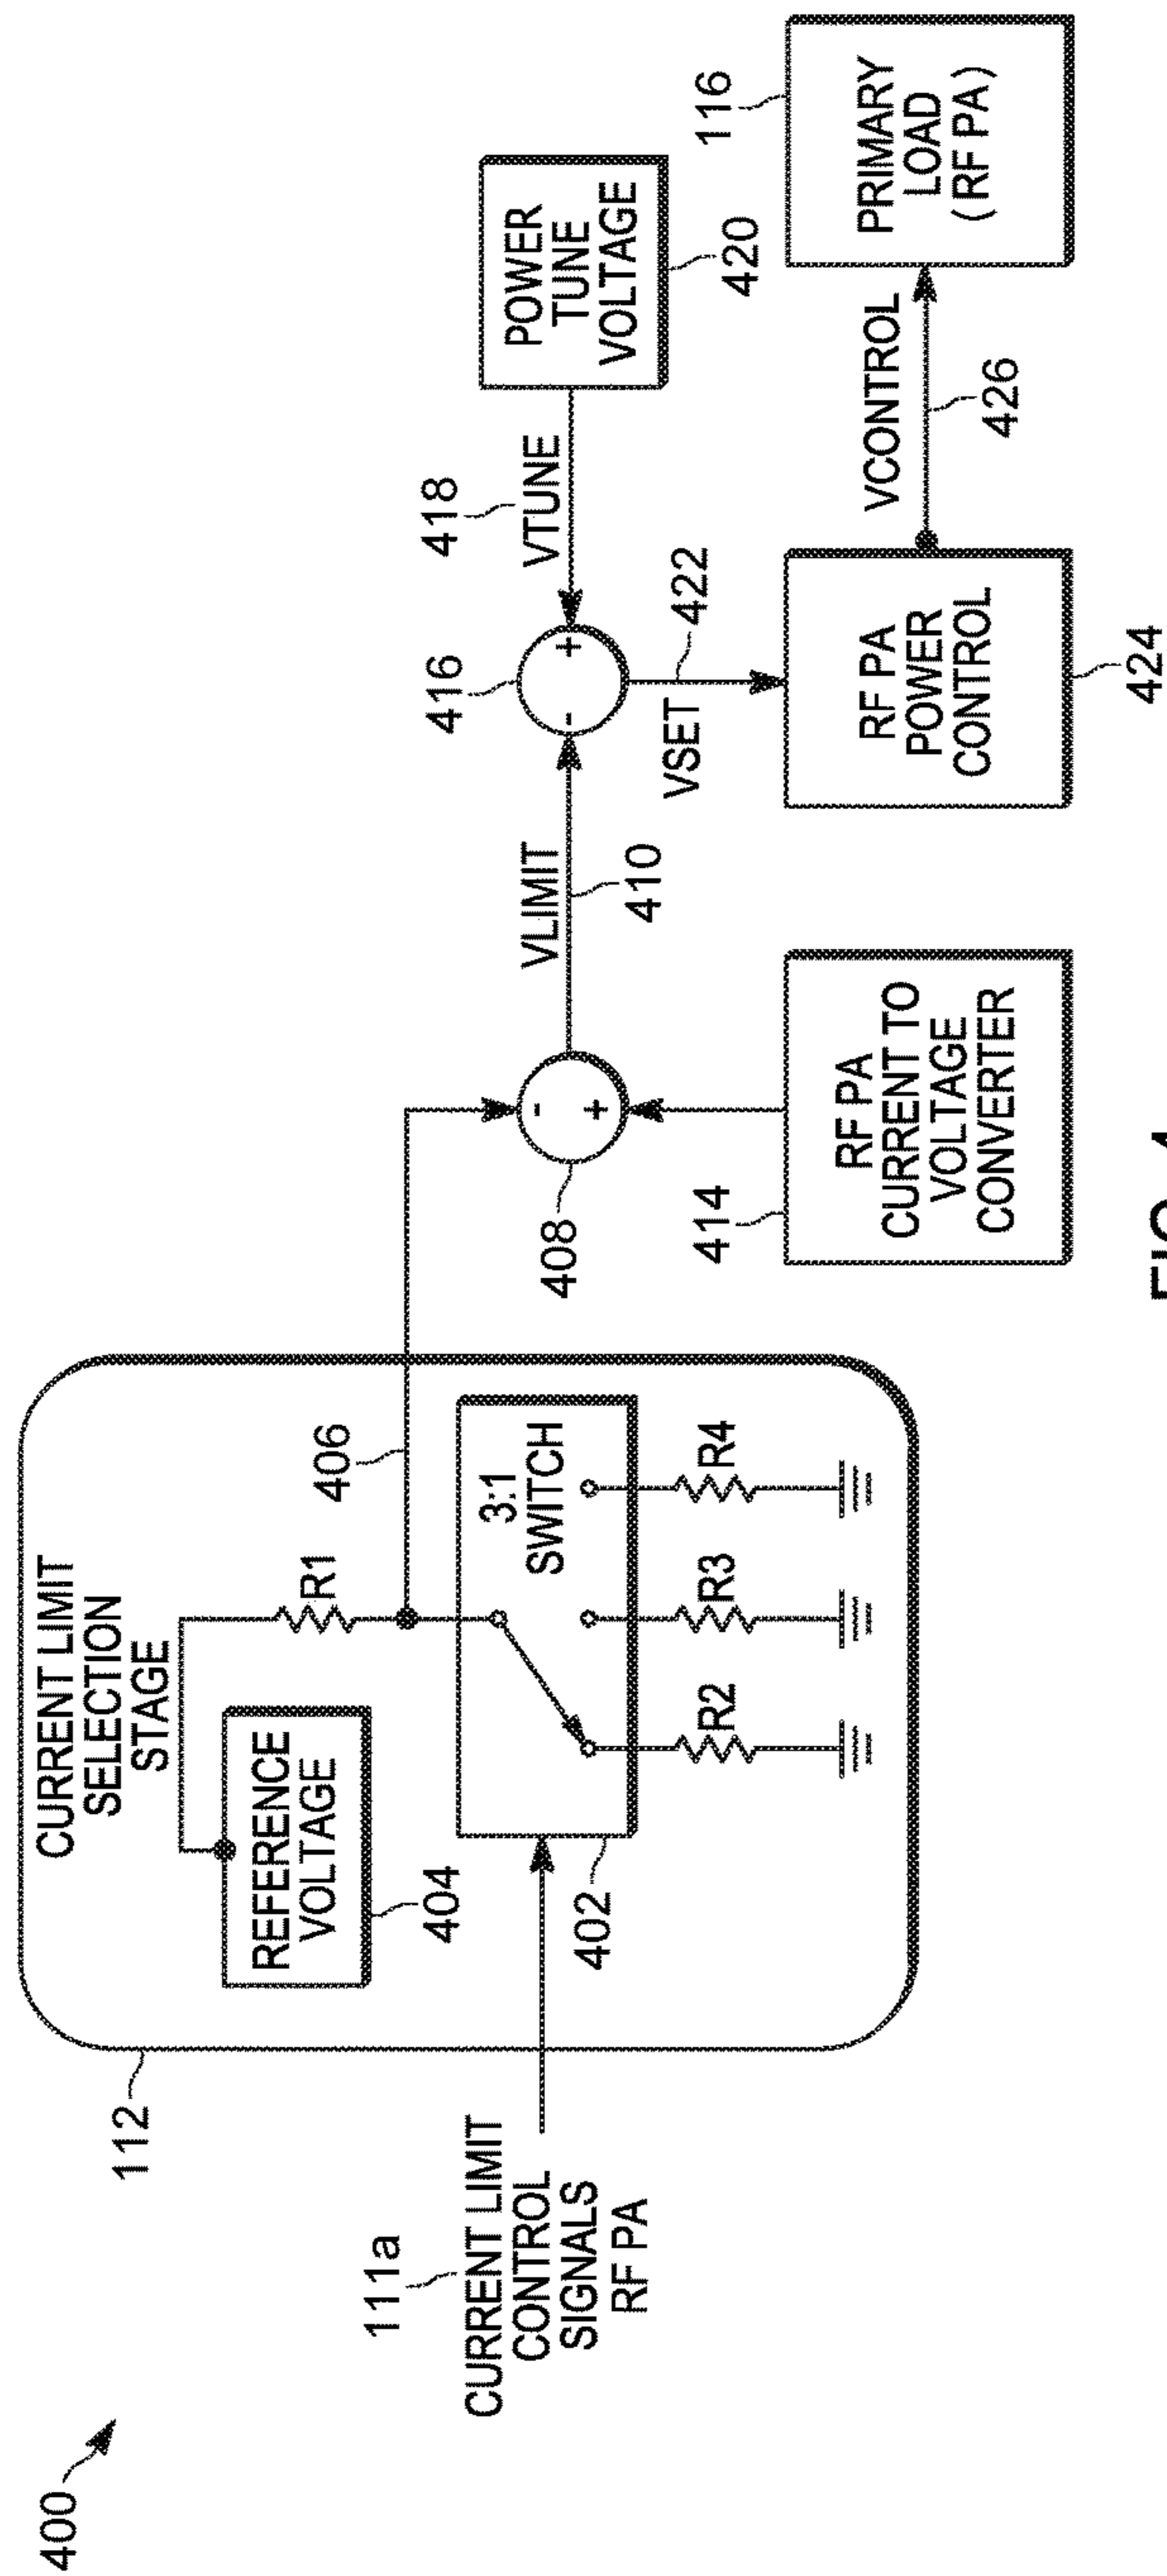 400
112
CURRENT LIMIT
SELECTION
STAGE
REFERENCE
VOLTAGE
404
R1
406
3:1
SWITCH
402
R2
R3
R4
111a
CURRENT LIMIT
CONTROL
SIGNALS
RF PA
-
+
408
414
RF PA
CURRENT TO
VOLTAGE
CONVERTER
VLIMIT
410
416
-
+
418
VTUNE
POWER
TUNE
VOLTAGE
420
VSET
422
RF PA
POWER
CONTROL
424
VCONTROL
426
116
PRIMARY
LOAD
(RF PA)